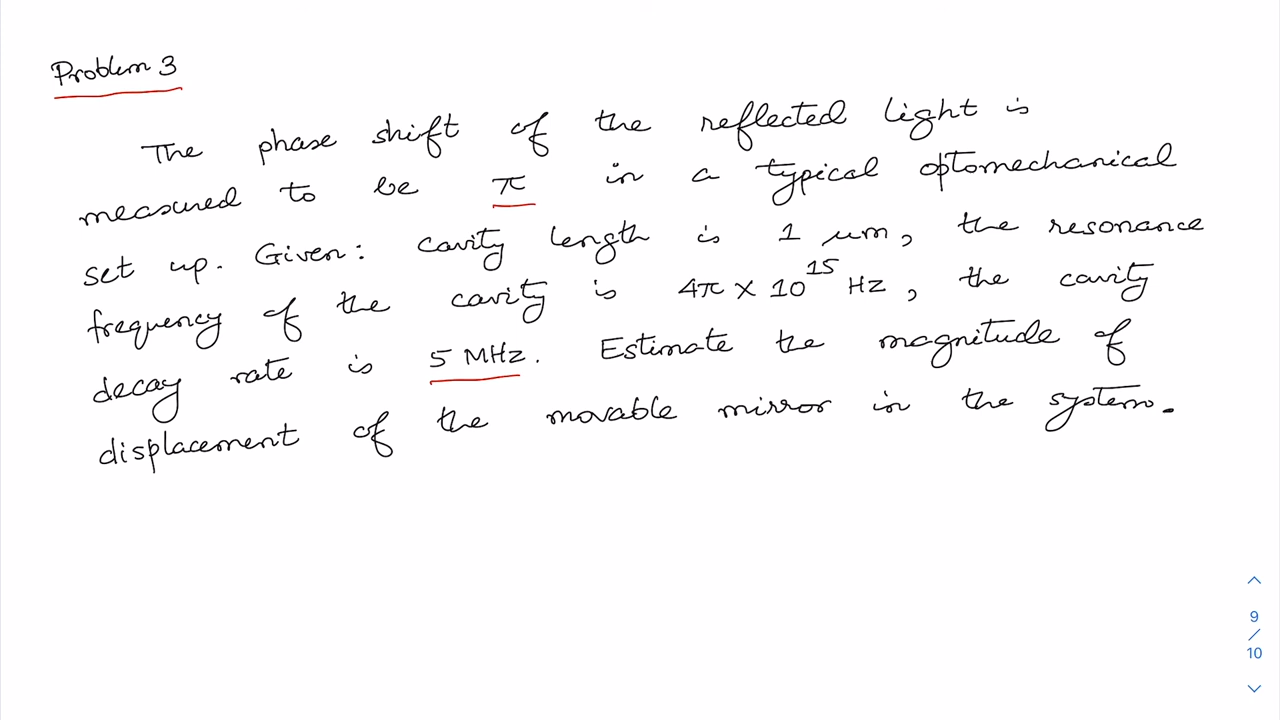 Problem 3
The phase shift of the reflected light is
measured to be π in a typical optomechanical
set up. Given: cavity length is 1 μm, the resonance
frequency of the cavity is 4π × 10¹⁵ Hz, the cavity
decay rate is 5 MHz. Estimate the magnitude of
displacement of the movable mirror in the system.
9
/
10